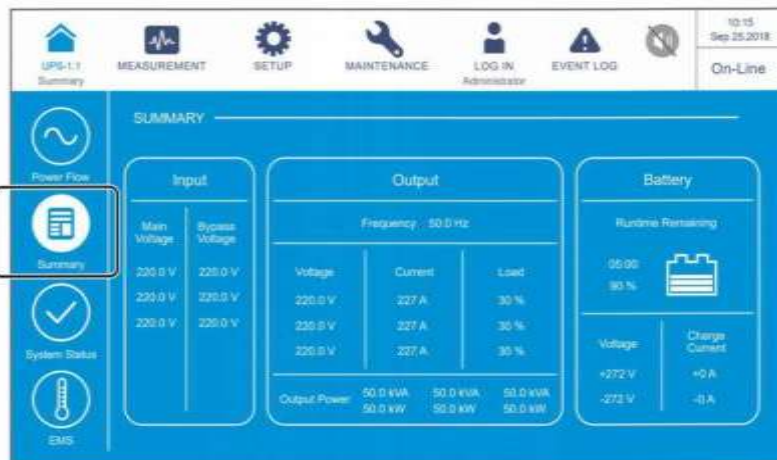 UPS-1.1
Summary
MEASUREMENT
SETUP
MAINTENANCE
LOG IN
Administrator
EVENT LOG
10:15
Sep 25,2018
On-Line
Power Flow
Summary
System Status
EMS
SUMMARY
Input
Main Voltage
Bypass Voltage
220.0 V 220.0 V
220.0 V 220.0 V
220.0 V 220.0 V
Output
Frequency 50.0 Hz
Voltage Current Load
220.0 V 227 A 30 %
220.0 V 227 A 30 %
220.0 V 227 A 30 %
Output Power 50.0 kVA 50.0 kVA 50.0 kVA
50.0 kW 50.0 kW 50.0 kW
Battery
Runtime Remaining
90 %
Voltage
Charge Current
+272 V +0 A
-272 V -0 A